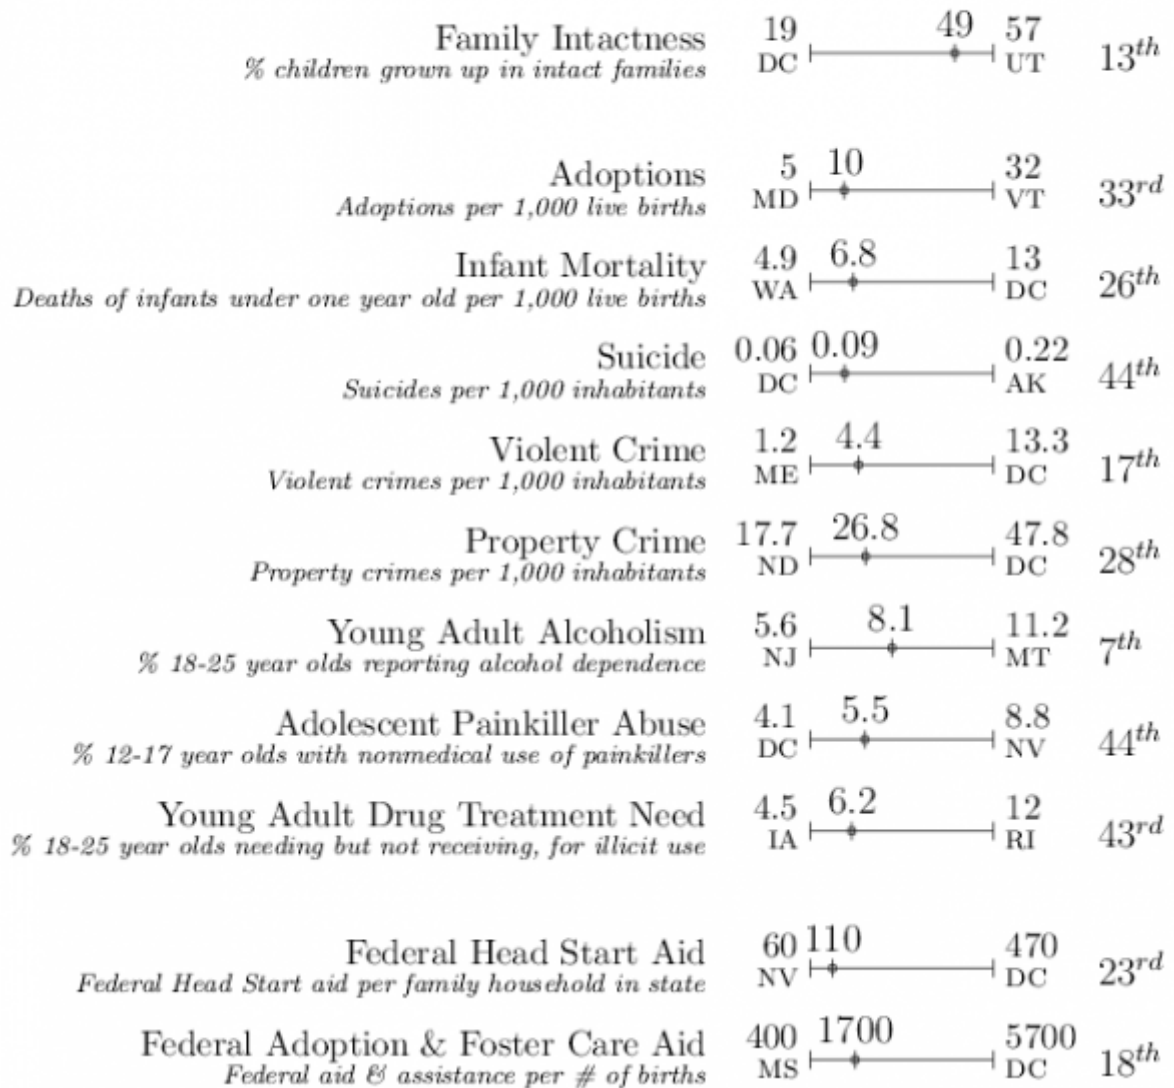 Family Intactness 19 49 57
% children grown up in intact families DC UT 13th
Adoptions 5 10 32
Adoptions per 1,000 live births MD VT 33rd
Infant Mortality 4.9 6.8 13
Deaths of infants under one year old per 1,000 live births WA DC 26th
Suicide 0.06 0.09 0.22
Suicides per 1,000 inhabitants DC AK 44th
Violent Crime 1.2 4.4 13.3
Violent crimes per 1,000 inhabitants ME DC 17th
Property Crime 17.7 26.8 47.8
Property crimes per 1,000 inhabitants ND DC 28th
Young Adult Alcoholism 5.6 8.1 11.2
% 18-25 year olds reporting alcohol dependence NJ MT 7th
Adolescent Painkiller Abuse 4.1 5.5 8.8
% 12-17 year olds with nonmedical use of painkillers DC NV 44th
Young Adult Drug Treatment Need 4.5 6.2 12
% 18-25 year olds needing but not receiving, for illicit use IA RI 43rd
Federal Head Start Aid 60 110 470
Federal Head Start aid per family household in state NV DC 23rd
Federal Adoption & Foster Care Aid 400 1700 5700
Federal aid & assistance per # of births MS DC 18th